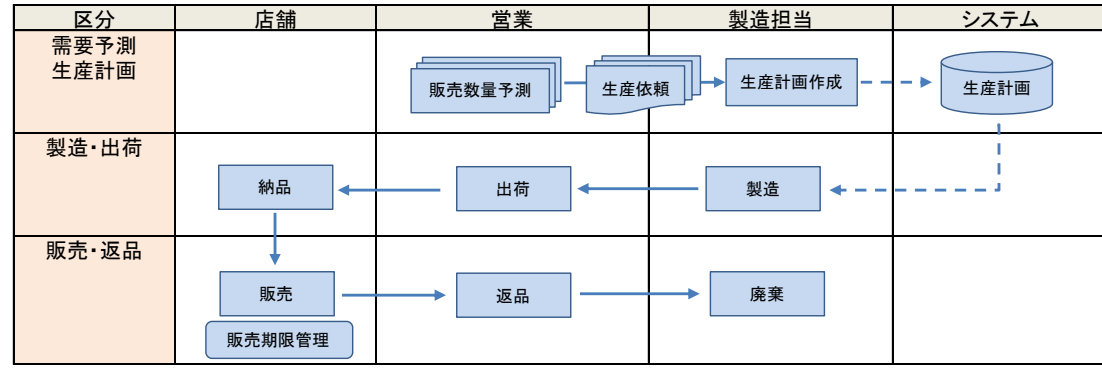 区分
店舗
営業
製造担当
システム
需要予測
生産計画
販売数量予測
生産依頼
生産計画作成
生産計画
製造・出荷
納品
出荷
製造
販売・返品
販売
返品
廃棄
販売期限管理